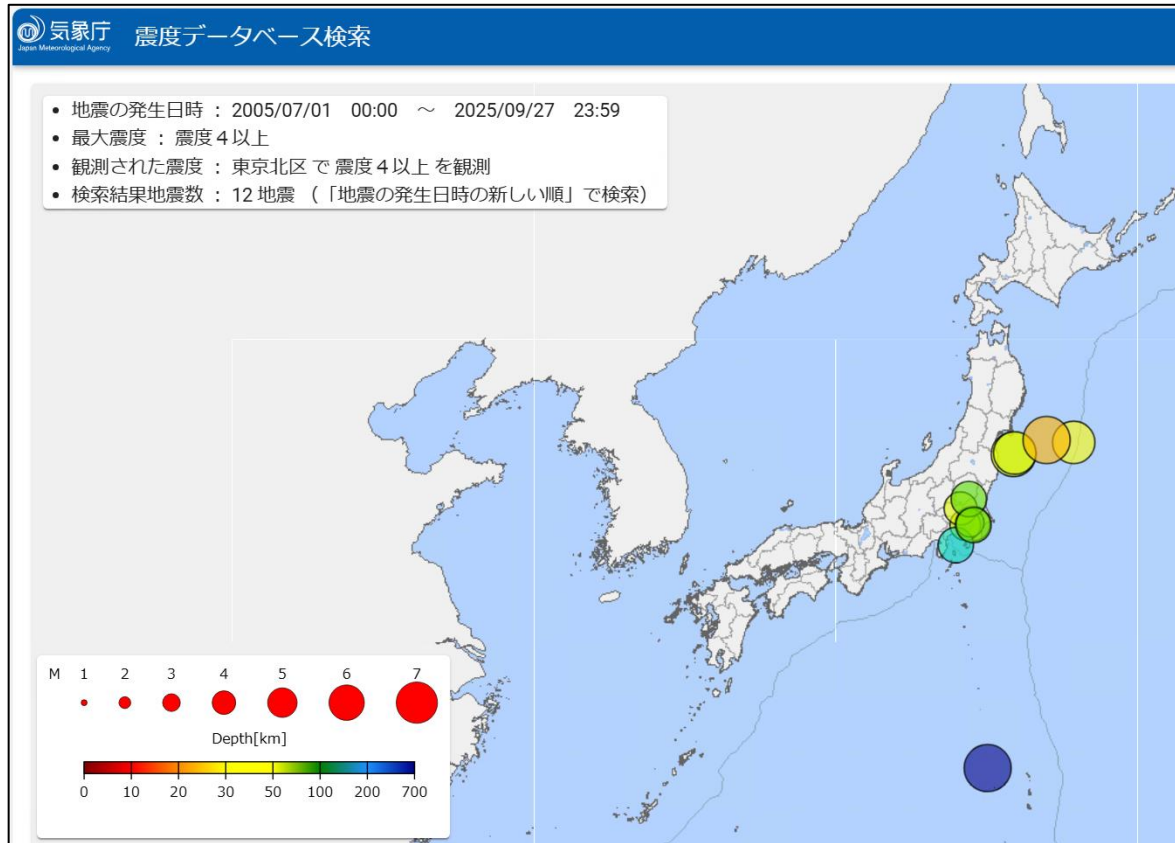 気象庁
Japan Meteorological Agency
震度データベース検索
• 地震の発生日時 : 2005/07/01 00:00 ～ 2025/09/27 23:59
• 最大震度 : 震度４以上
• 観測された震度 : 東京北区 で 震度４以上 を観測
• 検索結果地震数 : 12 地震 （「地震の発生日時の新しい順」で検索）
M 1 2 3 4 5 6 7
Depth[km]
0 10 20 30 50 100 200 700